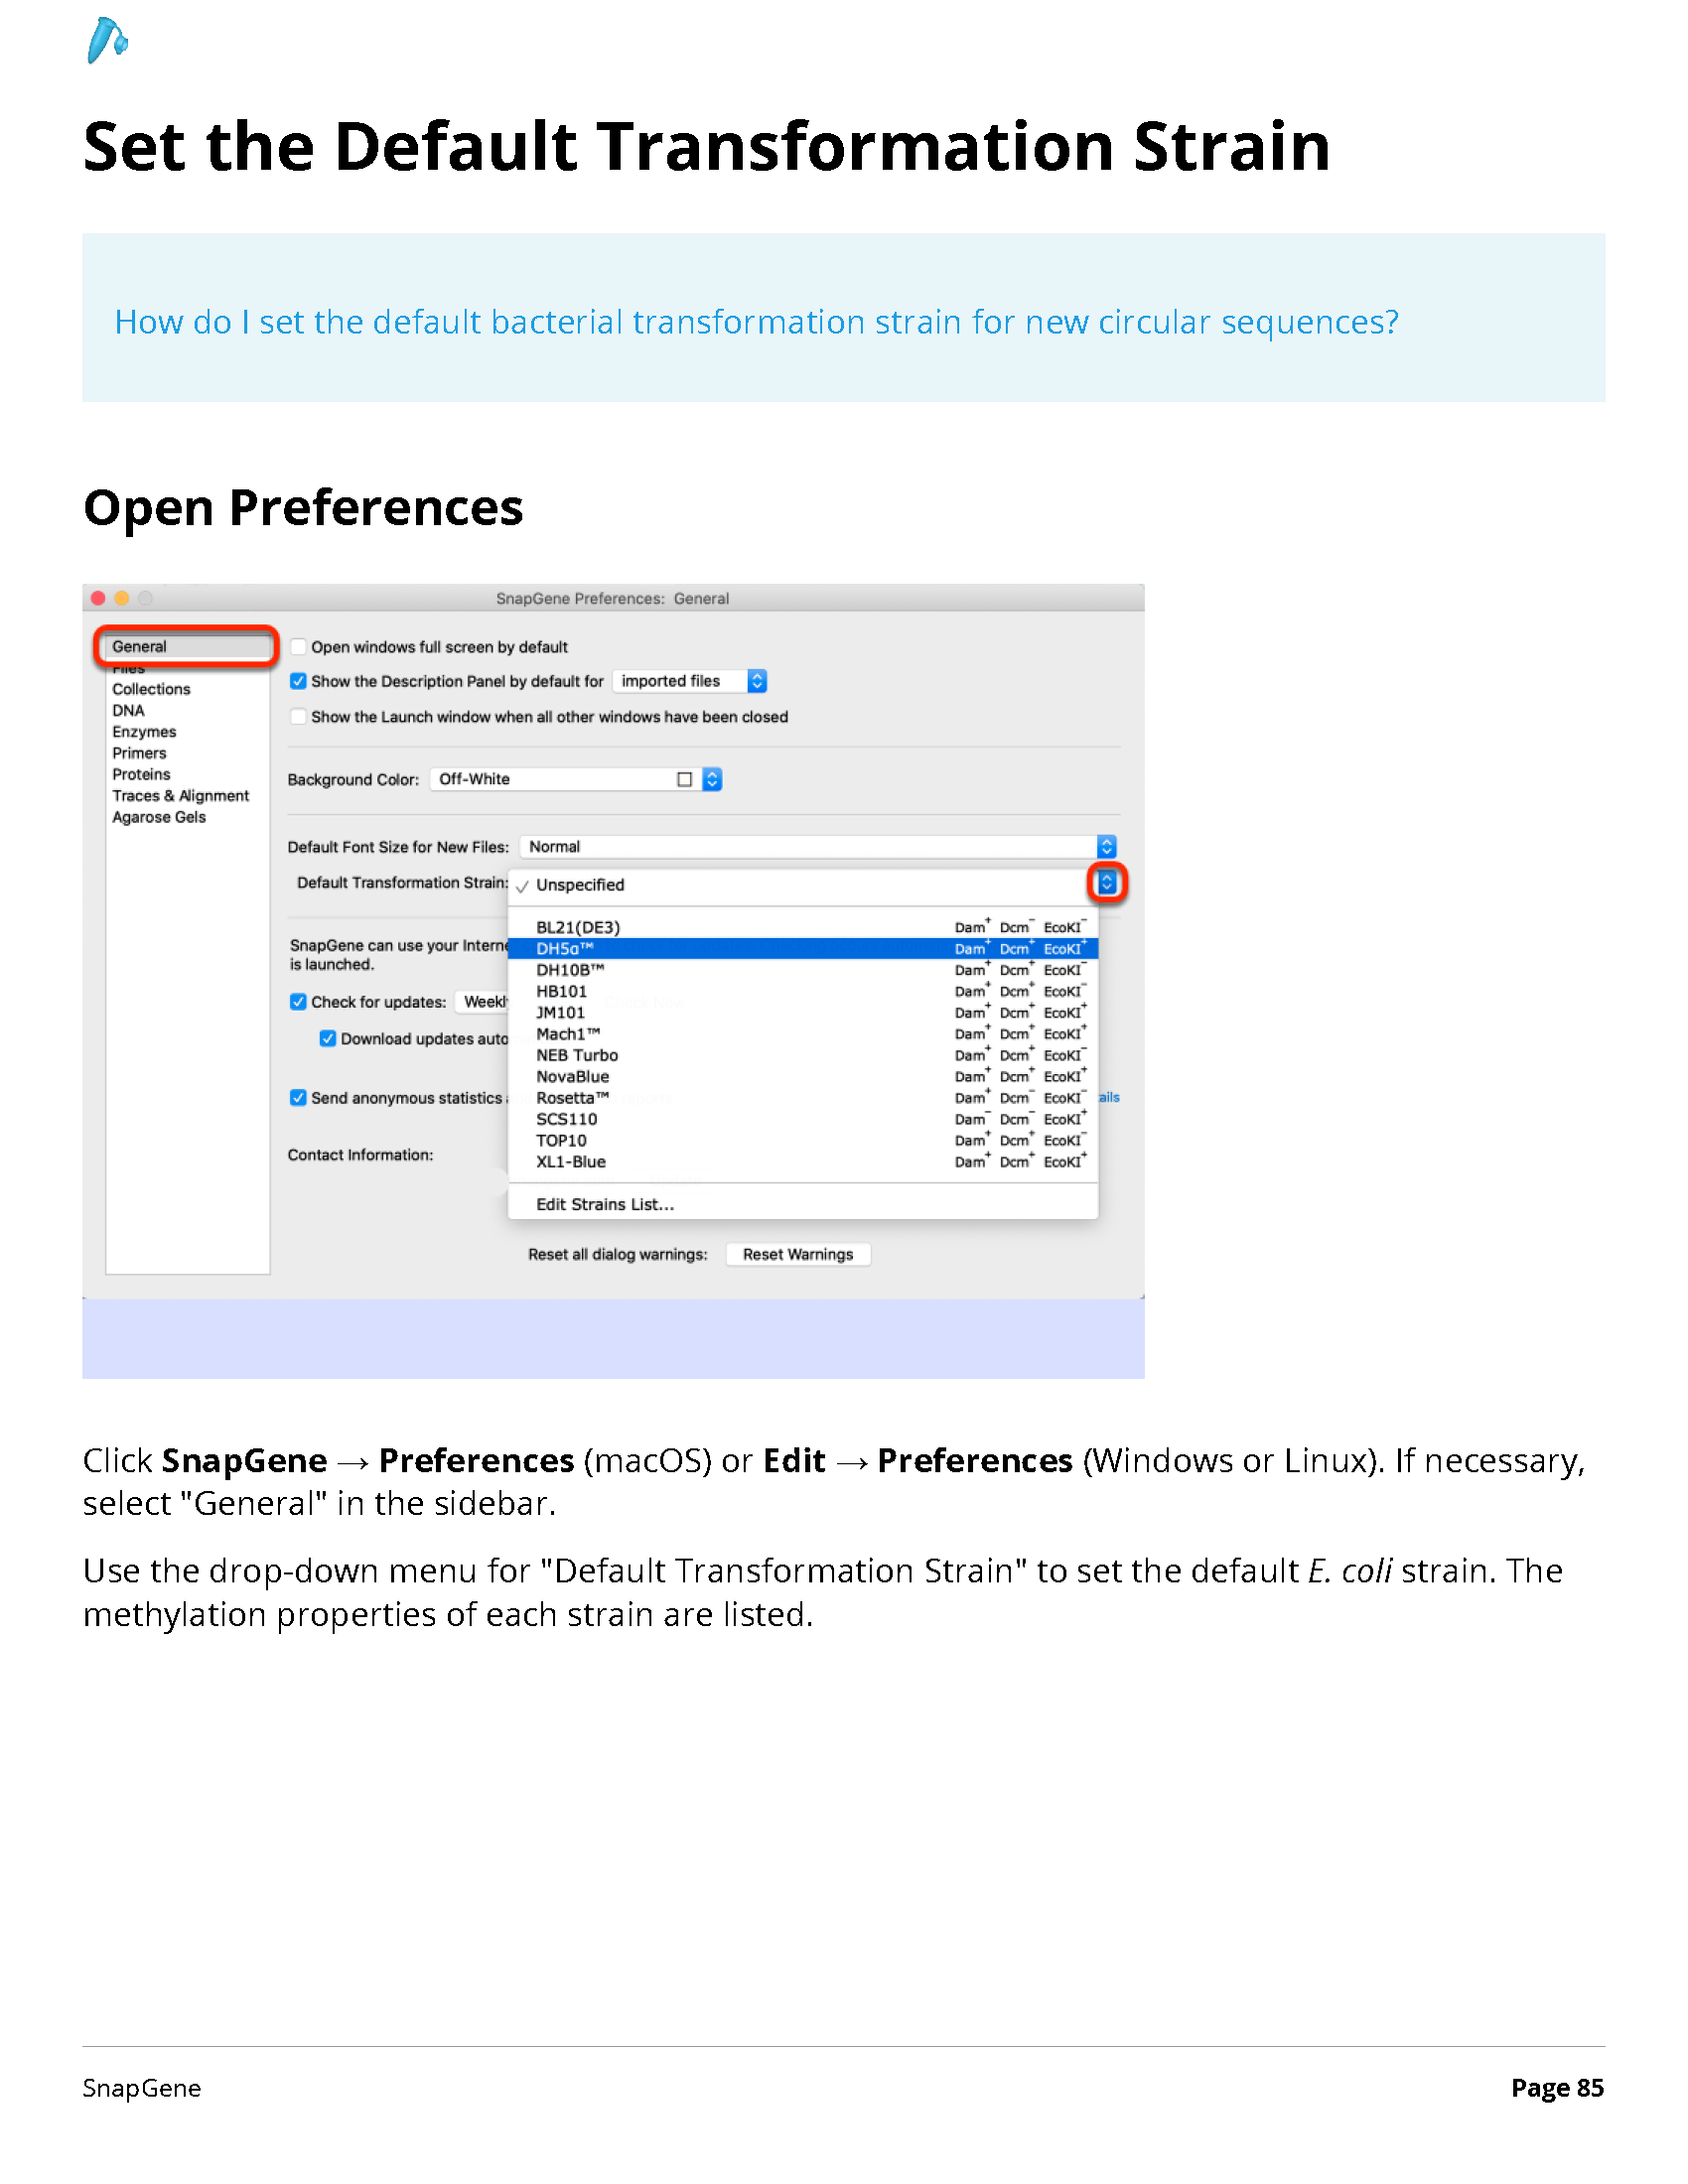 Set the Default Transformation Strain
How do I set the default bacterial transformation strain for new circular sequences?
Open Preferences
SnapGene Preferences: General
General
Files
Collections
DNA
Enzymes
Primers
Proteins
Traces & Alignment
Agarose Gels
Open windows full screen by default
Show the Description Panel by default for imported files
Show the Launch window when all other windows have been closed
Background Color: Off-White
Default Font Size for New Files: Normal
Default Transformation Strain: ✓ Unspecified
BL21(DE3) Dam⁺ Dcm⁻ EcoKI⁻
DH5α™ Dam⁺ Dcm⁺ EcoKI⁺
DH10B™ Dam⁺ Dcm⁺ EcoKI⁻
HB101 Dam⁺ Dcm⁺ EcoKI⁻
JM101 Dam⁺ Dcm⁺ EcoKI⁺
Mach1™ Dam⁺ Dcm⁺ EcoKI⁺
NEB Turbo Dam⁺ Dcm⁺ EcoKI⁻
NovaBlue Dam⁺ Dcm⁺ EcoKI⁺
Rosetta™ Dam⁺ Dcm⁻ EcoKI⁻
SCS110 Dam⁻ Dcm⁻ EcoKI⁺
TOP10 Dam⁺ Dcm⁺ EcoKI⁻
XL1-Blue Dam⁺ Dcm⁺ EcoKI⁺
Edit Strains List...
SnapGene can use your Interne
is launched.
Check for updates: Weekl
Download updates auto
Send anonymous statistics
ails
Contact Information:
Reset all dialog warnings: Reset Warnings
Click SnapGene → Preferences (macOS) or Edit → Preferences (Windows or Linux). If necessary,
select "General" in the sidebar.
Use the drop-down menu for "Default Transformation Strain" to set the default E. coli strain. The
methylation properties of each strain are listed.
SnapGene
Page 85